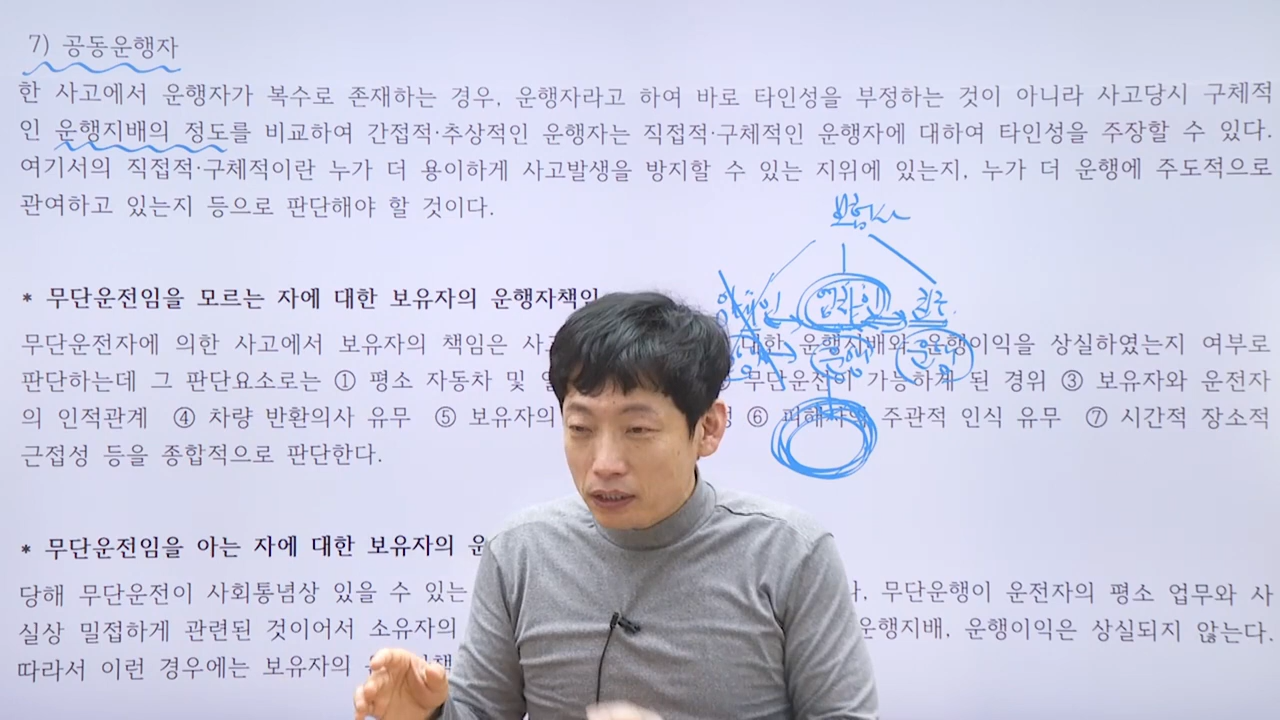 7) 공동운행자
한 사고에서 운행자가 복수로 존재하는 경우, 운행자라고 하여 바로 타인성을 부정하는 것이 아니라 사고당시 구체적
인 운행지배의 정도를 비교하여 간접적·추상적인 운행자는 직접적·구체적인 운행자에 대하여 타인성을 주장할 수 있다.
여기서의 직접적·구체적이란 누가 더 용이하게 사고발생을 방지할 수 있는 지위에 있는지, 누가 더 운행에 주도적으로
관여하고 있는지 등으로 판단해야 할 것이다.
보험사
* 무단운전임을 모르는 자에 대한 보유자의 운행자책임
무단운전자에 의한 사고에서 보유자의 책임은 대한 운행지배와 운행이익을 상실하였는지 여부로
판단하는데 그 판단요소로는 ① 평소 자동차 및 무단운전이 가능하게 된 경위 ③ 보유자와 운전자
의 인적관계 ④ 차량 반환의사 유무 ⑤ 보유자의 ⑥ 피해자의 주관적 인식 유무 ⑦ 시간적 장소적
근접성 등을 종합적으로 판단한다.
* 무단운전임을 아는 자에 대한 보유자의
당해 무단운전이 사회통념상 있을 수 있는 무단운행이 운전자의 평소 업무와 사
실상 밀접하게 관련된 것이어서 소유자의 운행지배, 운행이익은 상실되지 않는다.
따라서 이런 경우에는 보유자의